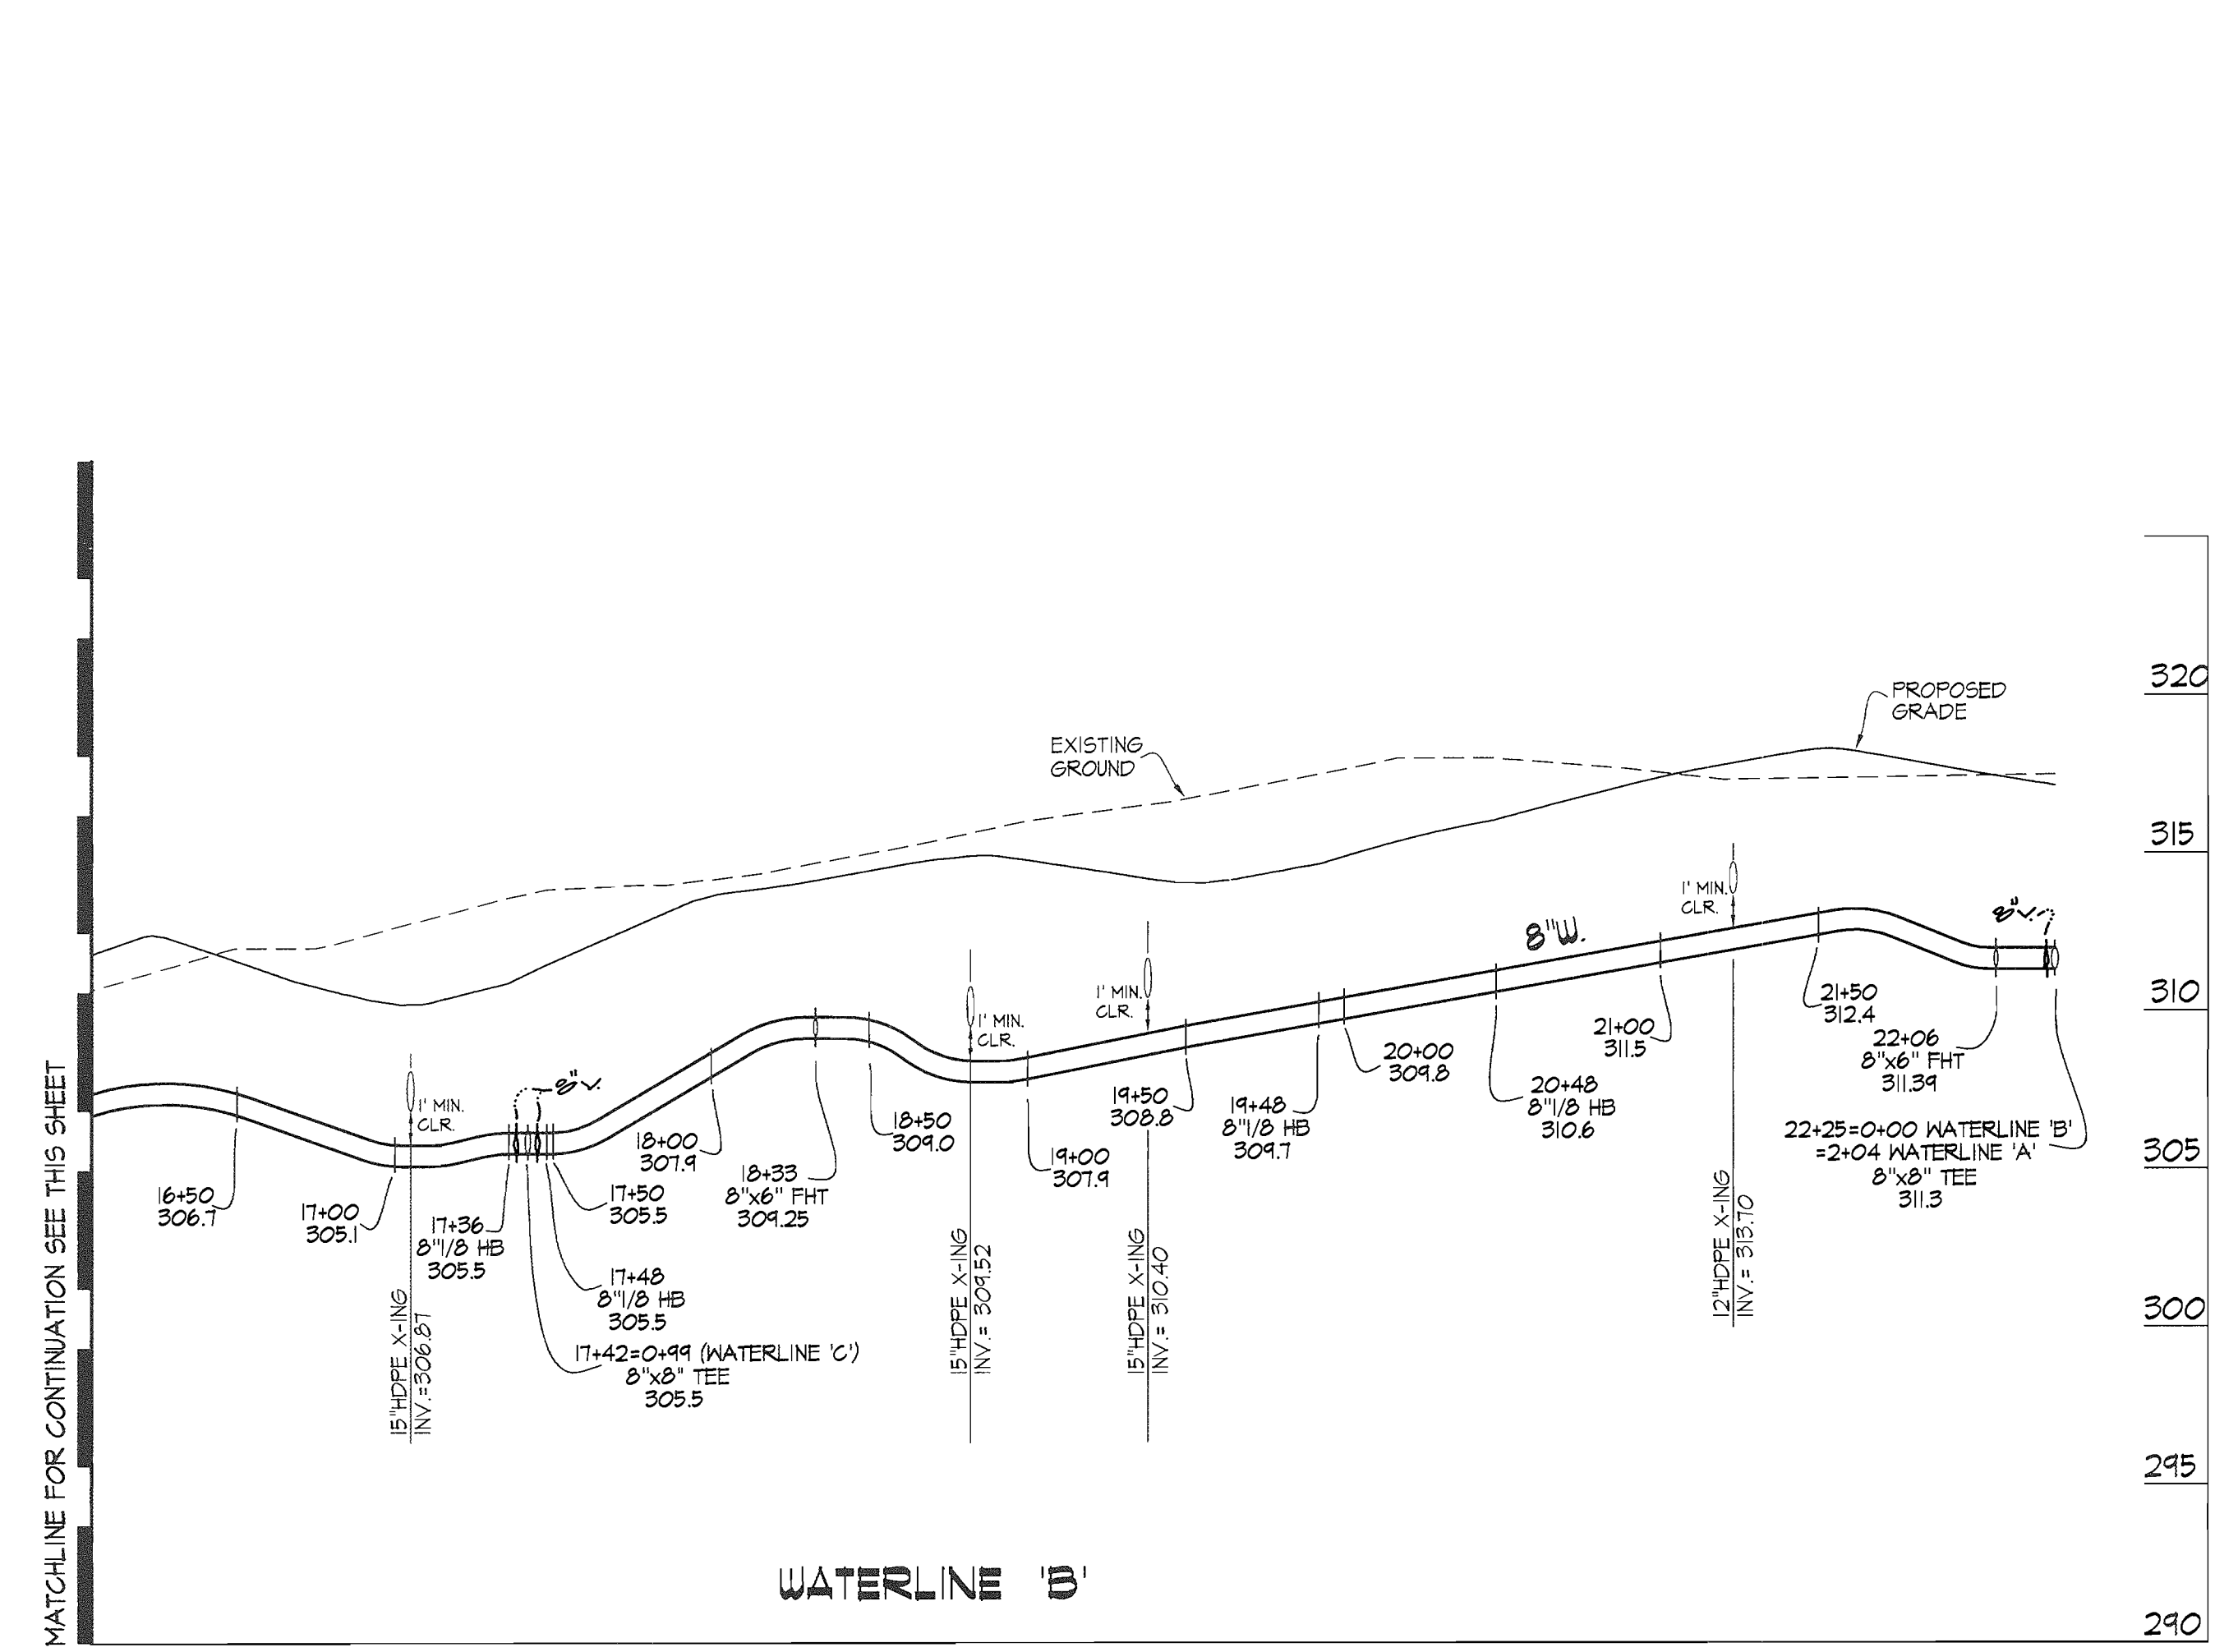 MATCHLINE FOR CONTINUATION SEE THIS SHEET
320
315
310
305
300
295
290
PROPOSED
GRADE
EXISTING
GROUND
8"W.
1' MIN.
CLR.
1' MIN.
CLR.
1' MIN.
CLR.
1' MIN.
CLR.
8"V.
8"V.
16+50
306.7
17+00
305.1
15"HDPE X-ING
INV.=306.87
17+36
8"1/8 HB
305.5
17+50
305.5
17+48
8"1/8 HB
305.5
17+42=0+99 (WATERLINE 'C')
8"x8" TEE
305.5
18+00
307.9
18+33
8"x6" FHT
309.25
18+50
309.0
15"HDPE X-ING
INV.= 309.52
19+00
307.9
15"HDPE X-ING
INV.= 310.40
19+50
308.8
19+48
8"1/8 HB
309.7
20+00
309.8
20+48
8"1/8 HB
310.6
21+00
311.5
12"HDPE X-ING
INV.= 313.70
21+50
312.4
22+06
8"x6" FHT
311.39
22+25=0+00 WATERLINE 'B'
=2+04 WATERLINE 'A'
8"x8" TEE
311.3
WATERLINE 'B'